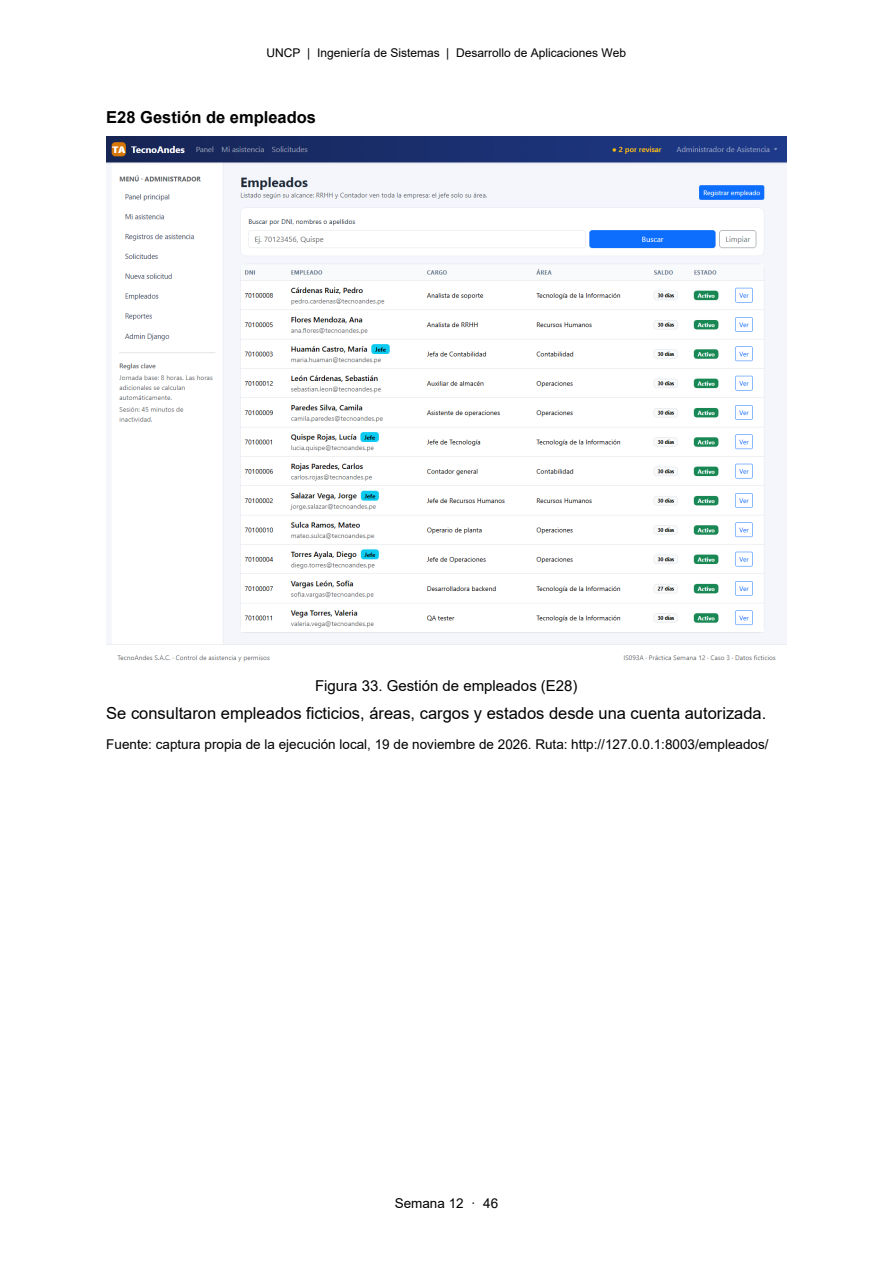 UNCP | Ingeniería de Sistemas | Desarrollo de Aplicaciones Web
E28 Gestión de empleados
TA TecnoAndes Panel Mi asistencia Solicitudes ● 2 por revisar Administrador de Asistencia
MENÚ · ADMINISTRADOR
Panel principal
Mi asistencia
Registros de asistencia
Solicitudes
Nueva solicitud
Empleados
Reportes
Admin Django
Reglas clave
Jornada base: 8 horas. Las horas
adicionales se calculan
automáticamente.
Sesión: 45 minutos de
inactividad.
Empleados
Listado según su alcance: RRHH y Contador ven toda la empresa; el jefe solo su área.
Registrar empleado
Buscar por DNI, nombres o apellidos
Ej. 70123456, Quispe Buscar Limpiar
DNI EMPLEADO CARGO ÁREA SALDO ESTADO
70100008 Cárdenas Ruiz, Pedro Analista de soporte Tecnología de la Información 30 días Activo Ver
pedro.cardenas@tecnoandes.pe
70100005 Flores Mendoza, Ana Analista de RRHH Recursos Humanos 30 días Activo Ver
ana.flores@tecnoandes.pe
70100003 Huamán Castro, María Jefe Jefa de Contabilidad Contabilidad 30 días Activo Ver
maria.huaman@tecnoandes.pe
70100012 León Cárdenas, Sebastián Auxiliar de almacén Operaciones 30 días Activo Ver
sebastian.leon@tecnoandes.pe
70100009 Paredes Silva, Camila Asistente de operaciones Operaciones 30 días Activo Ver
camila.paredes@tecnoandes.pe
70100001 Quispe Rojas, Lucía Jefe Jefe de Tecnología Tecnología de la Información 30 días Activo Ver
lucia.quispe@tecnoandes.pe
70100006 Rojas Paredes, Carlos Contador general Contabilidad 30 días Activo Ver
carlos.rojas@tecnoandes.pe
70100002 Salazar Vega, Jorge Jefe Jefe de Recursos Humanos Recursos Humanos 30 días Activo Ver
jorge.salazar@tecnoandes.pe
70100010 Sulca Ramos, Mateo Operario de planta Operaciones 30 días Activo Ver
mateo.sulca@tecnoandes.pe
70100004 Torres Ayala, Diego Jefe Jefe de Operaciones Operaciones 30 días Activo Ver
diego.torres@tecnoandes.pe
70100007 Vargas León, Sofía Desarrolladora backend Tecnología de la Información 27 días Activo Ver
sofia.vargas@tecnoandes.pe
70100011 Vega Torres, Valeria QA tester Tecnología de la Información 30 días Activo Ver
valeria.vega@tecnoandes.pe
TecnoAndes S.A.C. · Control de asistencia y permisos IS093A · Práctica Semana 12 · Caso 3 · Datos ficticios
Figura 33. Gestión de empleados (E28)
Se consultaron empleados ficticios, áreas, cargos y estados desde una cuenta autorizada.
Fuente: captura propia de la ejecución local, 19 de noviembre de 2026. Ruta: http://127.0.0.1:8003/empleados/
Semana 12 · 46